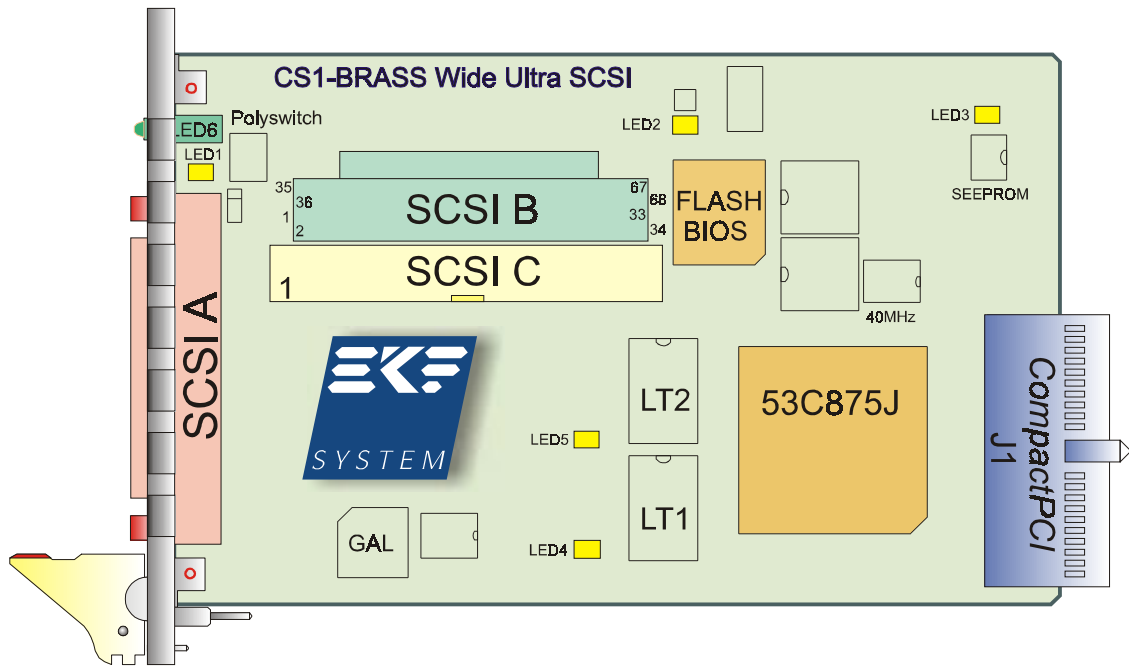 CS1-BRASS Wide Ultra SCSI
LED6
Polyswitch
LED1
LED2
LED3
SEEPROM
35
36
1
2
SCSI B
67
68
33
34
FLASH
BIOS
1
SCSI C
40MHz
SCSI A
EKF
SYSTEM
LT2
LED5
53C875J
CompactPCI
J1
LT1
LED4
GAL